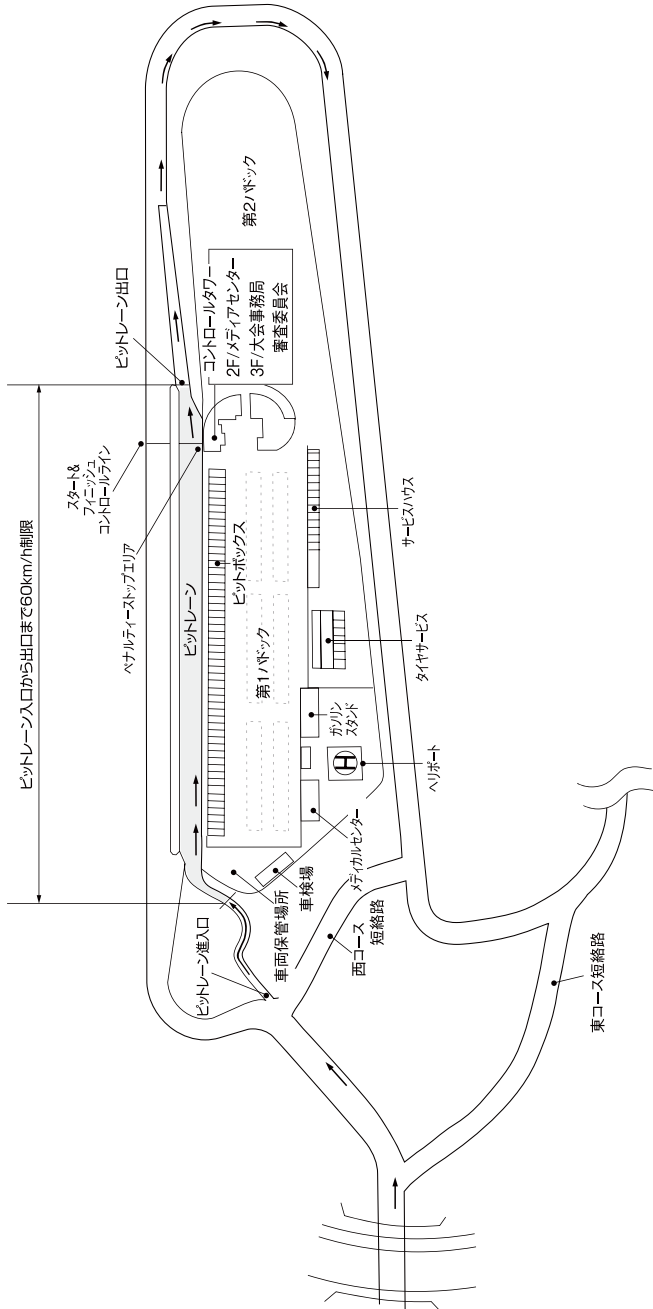 ピットレーン入口から出口まで60km/h制限
スタート&
フィニッシュ
コントロールライン
ピットレーン出口
ペナルティーストップエリア
ピットレーン
ピットボックス
コントロールタワー
2F/メディアセンター
3F/大会事務局
審査委員会
第2パドック
第1パドック
ピットレーン進入口
車両保管場所
車検場
メディカルセンター
ガソリン
スタンド
H
ヘリポート
タイヤサービス
サービスハウス
西コース
短絡路
東コース短絡路